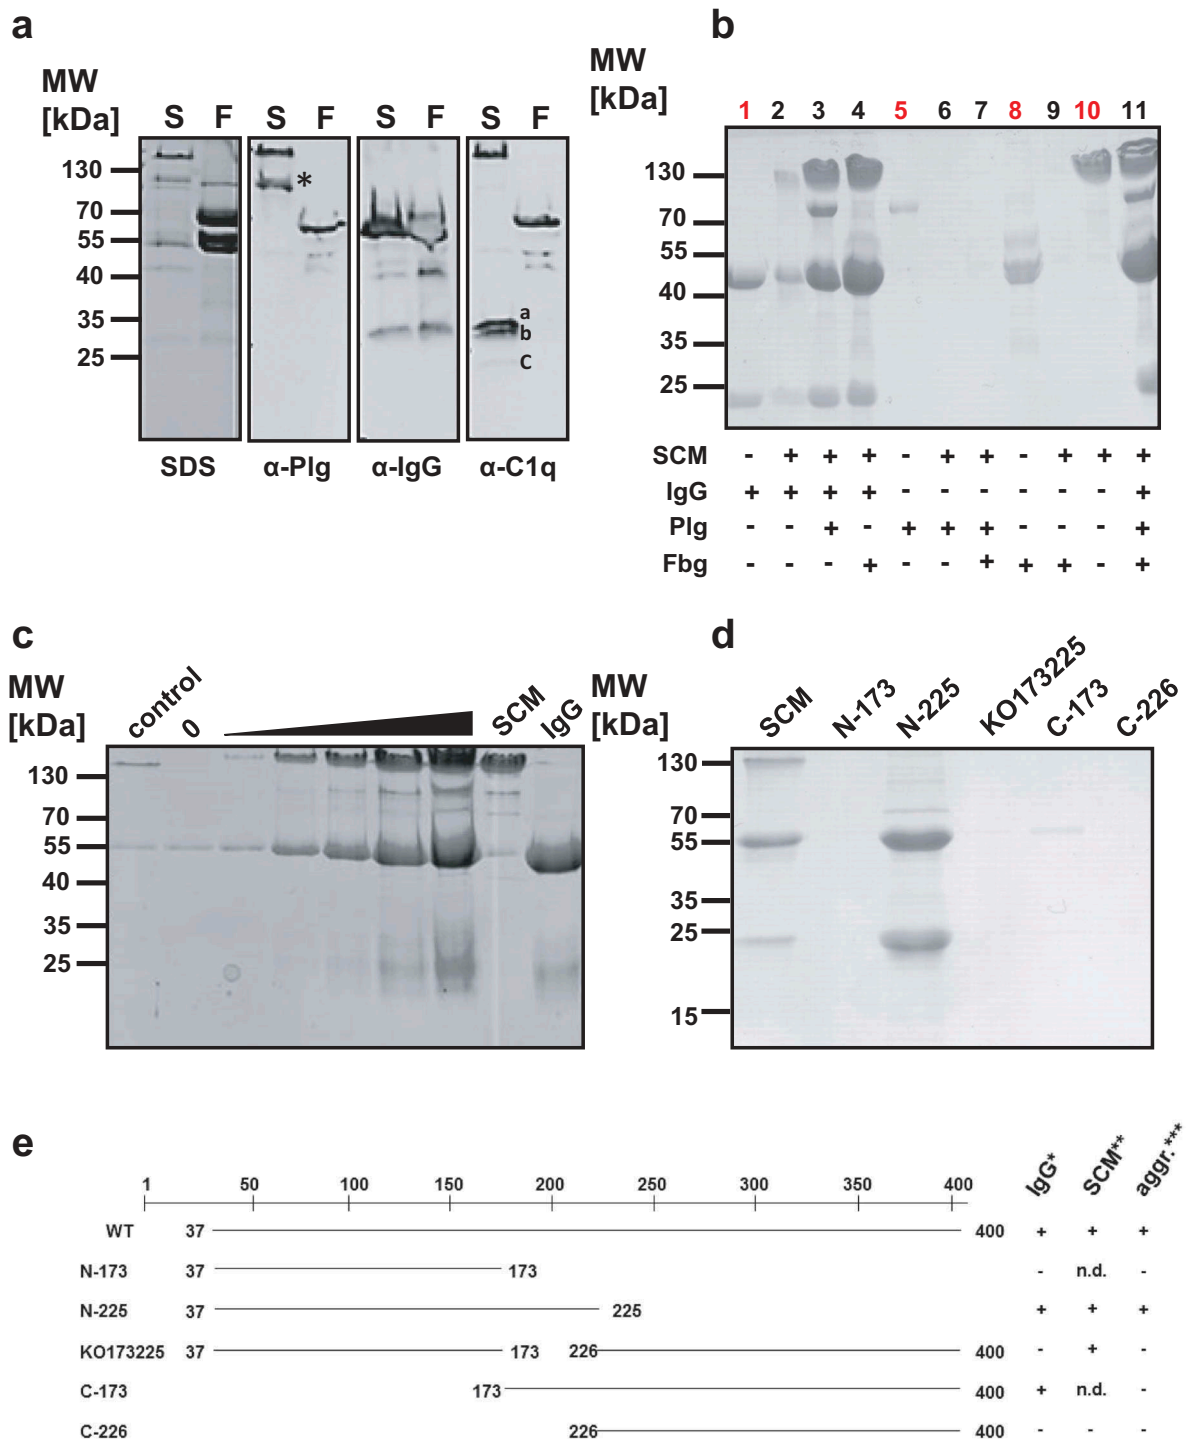 a
MW
[kDa]
S F S F S F S F
130
70
55
40
35
25
*
a
b
c
SDS α-Plg α-IgG α-C1q
b
MW
[kDa]
1 2 3 4 5 6 7 8 9 10 11
130
70
55
40
35
25
SCM - + + + - + + - + + +
IgG + + + + - - - - - - +
Plg - - + - + + + - - - +
Fbg - - - + - - + + + - +
c
MW
[kDa]
control 0 SCM IgG
130
70
55
40
35
25
d
MW
[kDa]
SCM N-173 N-225 KO173225 C-173 C-226
130
70
55
35
25
15
e
IgG* SCM** aggr.***
1 50 100 150 200 250 300 350 400
WT 37 400 + + +
N-173 37 173 - n.d. -
N-225 37 225 + + +
KO173225 37 173 226 400 - + -
C-173 173 400 + n.d. -
C-226 226 400 - - -